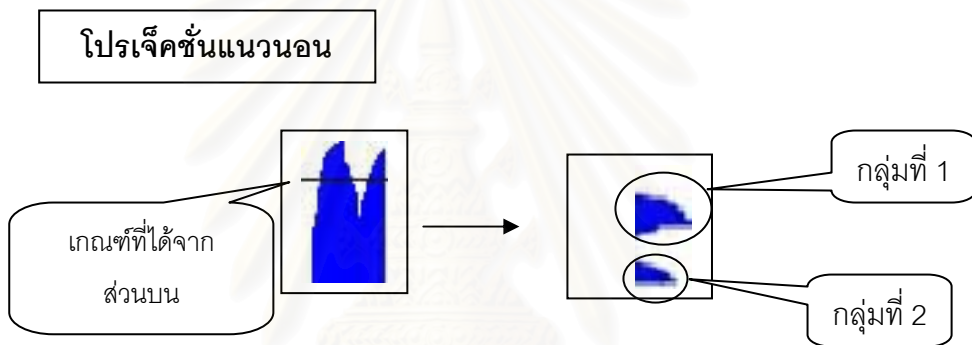 โปรเจ็คชั่นแนวนอน
เกณฑ์ที่ได้จาก
ส่วนบน
กลุ่มที่ 1
กลุ่มที่ 2